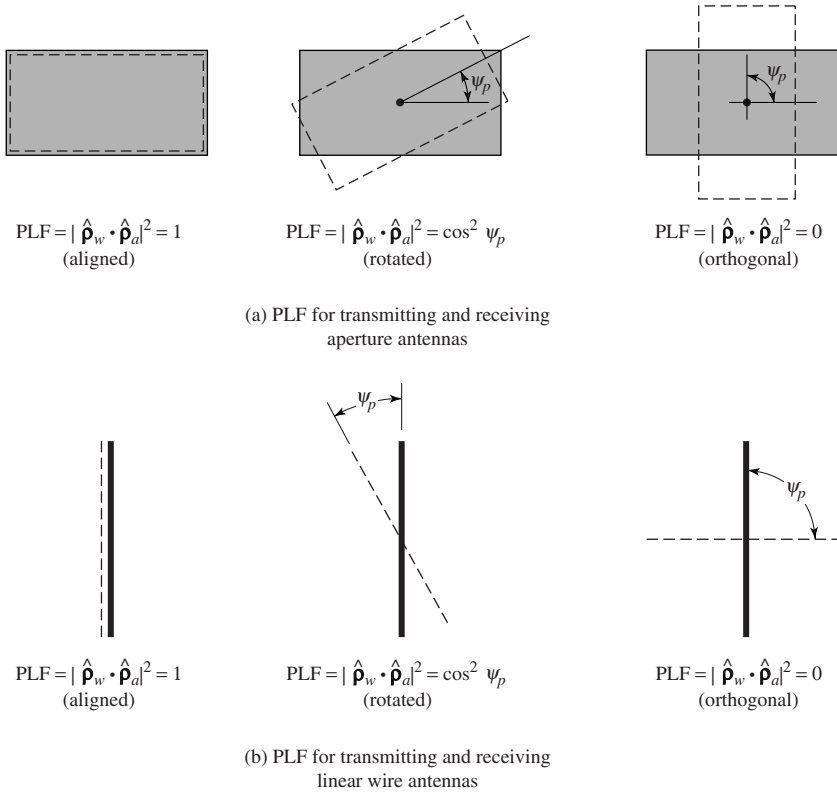 ψp
ψp
PLF = | ρ̂w • ρ̂a|² = 1
(aligned)
PLF = | ρ̂w • ρ̂a|² = cos² ψp
(rotated)
PLF = | ρ̂w • ρ̂a|² = 0
(orthogonal)
(a) PLF for transmitting and receiving
aperture antennas
ψp
ψp
PLF = | ρ̂w • ρ̂a|² = 1
(aligned)
PLF = | ρ̂w • ρ̂a|² = cos² ψp
(rotated)
PLF = | ρ̂w • ρ̂a|² = 0
(orthogonal)
(b) PLF for transmitting and receiving
linear wire antennas